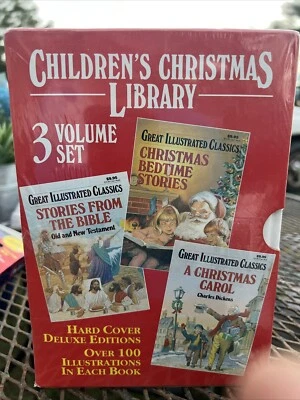 CHILDREN'S CHRISTMAS
LIBRARY
3 VOLUME
SET
GREAT ILLUSTRATED CLASSICS
CHRISTMAS
BEDTIME
STORIES
GREAT ILLUSTRATED CLASSICS
STORIES FROM
THE BIBLE
Old and New Testament
GREAT ILLUSTRATED CLASSICS
A CHRISTMAS
CAROL
Charles Dickens
HARD COVER
DELUXE EDITIONS
OVER 100
ILLUSTRATIONS
IN EACH BOOK